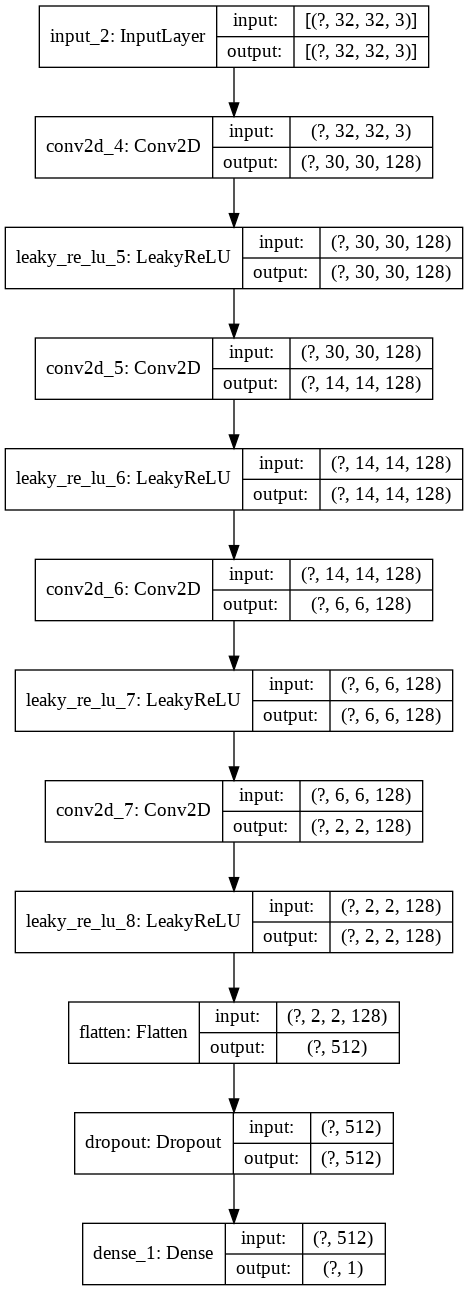 input_2: InputLayer
input:
[(?, 32, 32, 3)]
output:
[(?, 32, 32, 3)]
conv2d_4: Conv2D
input:
(?, 32, 32, 3)
output:
(?, 30, 30, 128)
leaky_re_lu_5: LeakyReLU
input:
(?, 30, 30, 128)
output:
(?, 30, 30, 128)
conv2d_5: Conv2D
input:
(?, 30, 30, 128)
output:
(?, 14, 14, 128)
leaky_re_lu_6: LeakyReLU
input:
(?, 14, 14, 128)
output:
(?, 14, 14, 128)
conv2d_6: Conv2D
input:
(?, 14, 14, 128)
output:
(?, 6, 6, 128)
leaky_re_lu_7: LeakyReLU
input:
(?, 6, 6, 128)
output:
(?, 6, 6, 128)
conv2d_7: Conv2D
input:
(?, 6, 6, 128)
output:
(?, 2, 2, 128)
leaky_re_lu_8: LeakyReLU
input:
(?, 2, 2, 128)
output:
(?, 2, 2, 128)
flatten: Flatten
input:
(?, 2, 2, 128)
output:
(?, 512)
dropout: Dropout
input:
(?, 512)
output:
(?, 512)
dense_1: Dense
input:
(?, 512)
output:
(?, 1)